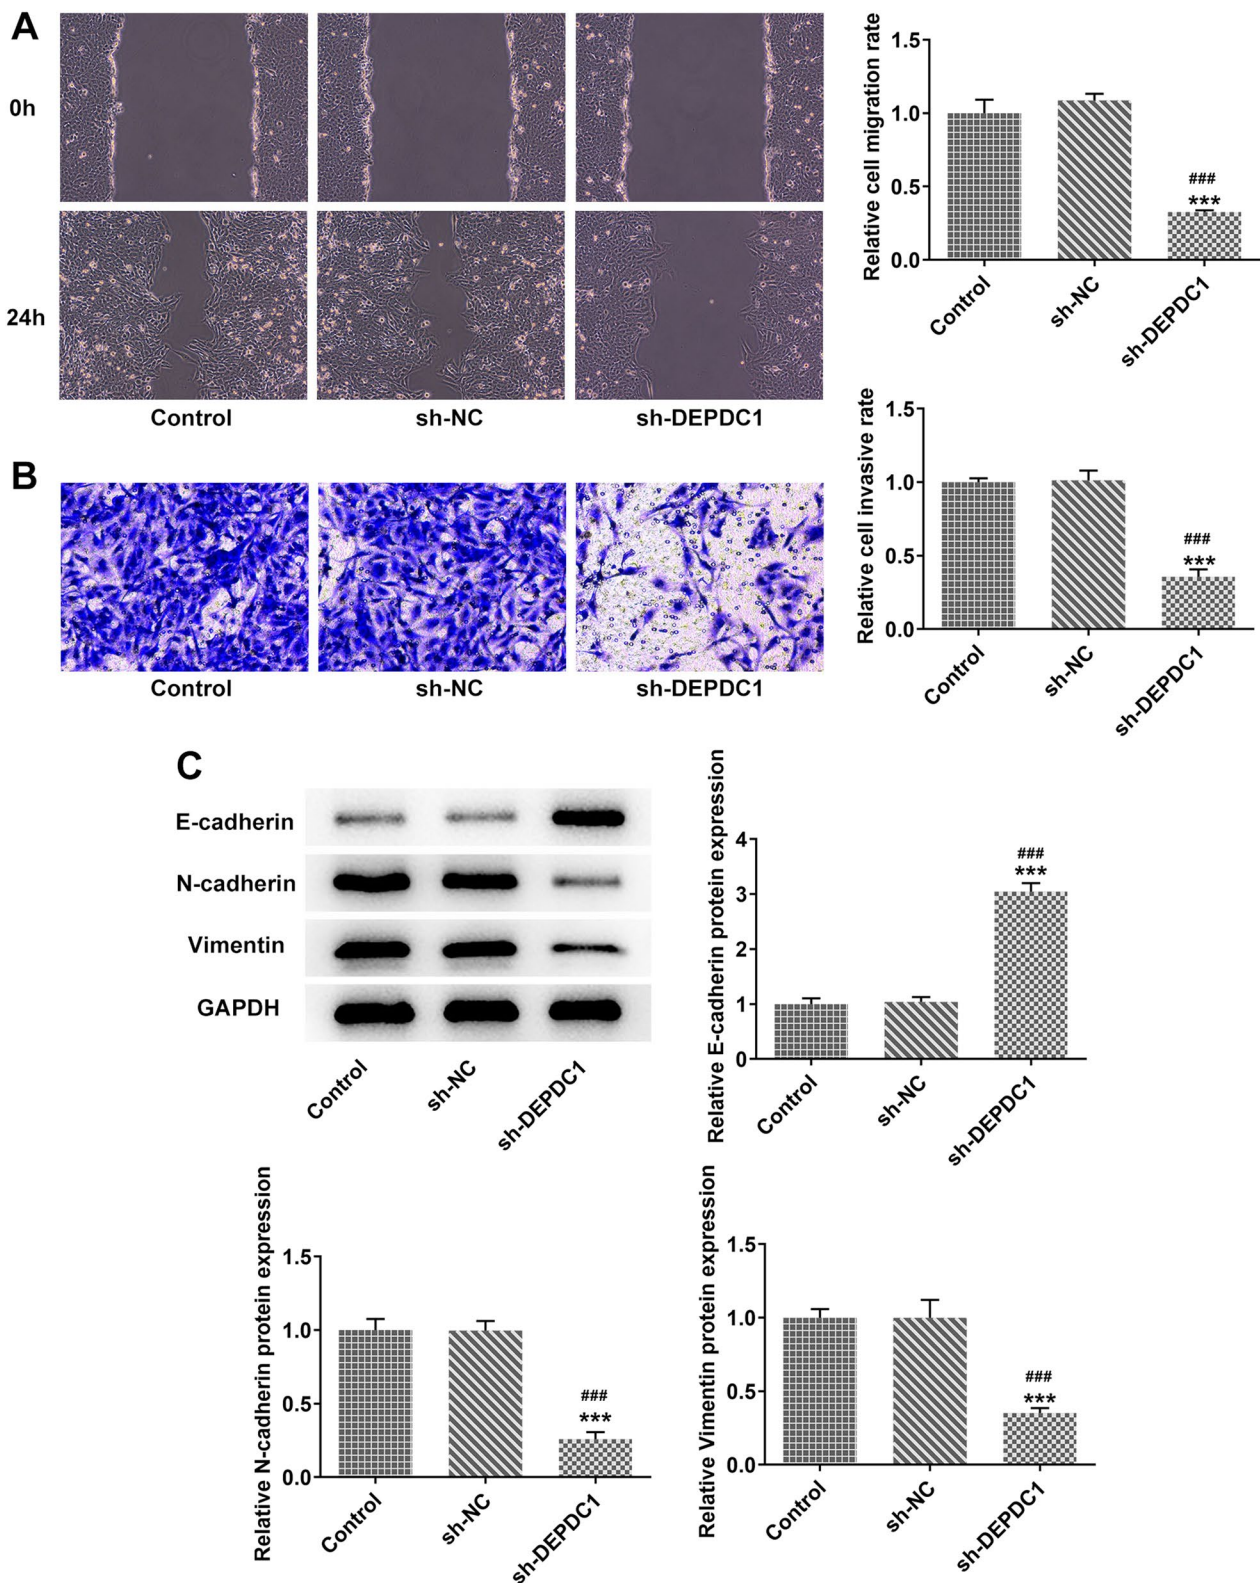 A
0h
24h
Control
sh-NC
sh-DEPDC1
Relative cell migration rate
1.5
1.0
0.5
0.0
###
***
Control
sh-NC
sh-DEPDC1
B
Control
sh-NC
sh-DEPDC1
Relative cell invasive rate
1.5
1.0
0.5
0.0
###
***
Control
sh-NC
sh-DEPDC1
C
E-cadherin
N-cadherin
Vimentin
GAPDH
Control
sh-NC
sh-DEPDC1
Relative E-cadherin protein expression
4
3
2
1
0
###
***
Control
sh-NC
sh-DEPDC1
Relative N-cadherin protein expression
1.5
1.0
0.5
0.0
###
***
Control
sh-NC
sh-DEPDC1
Relative Vimentin protein expression
1.5
1.0
0.5
0.0
###
***
Control
sh-NC
sh-DEPDC1